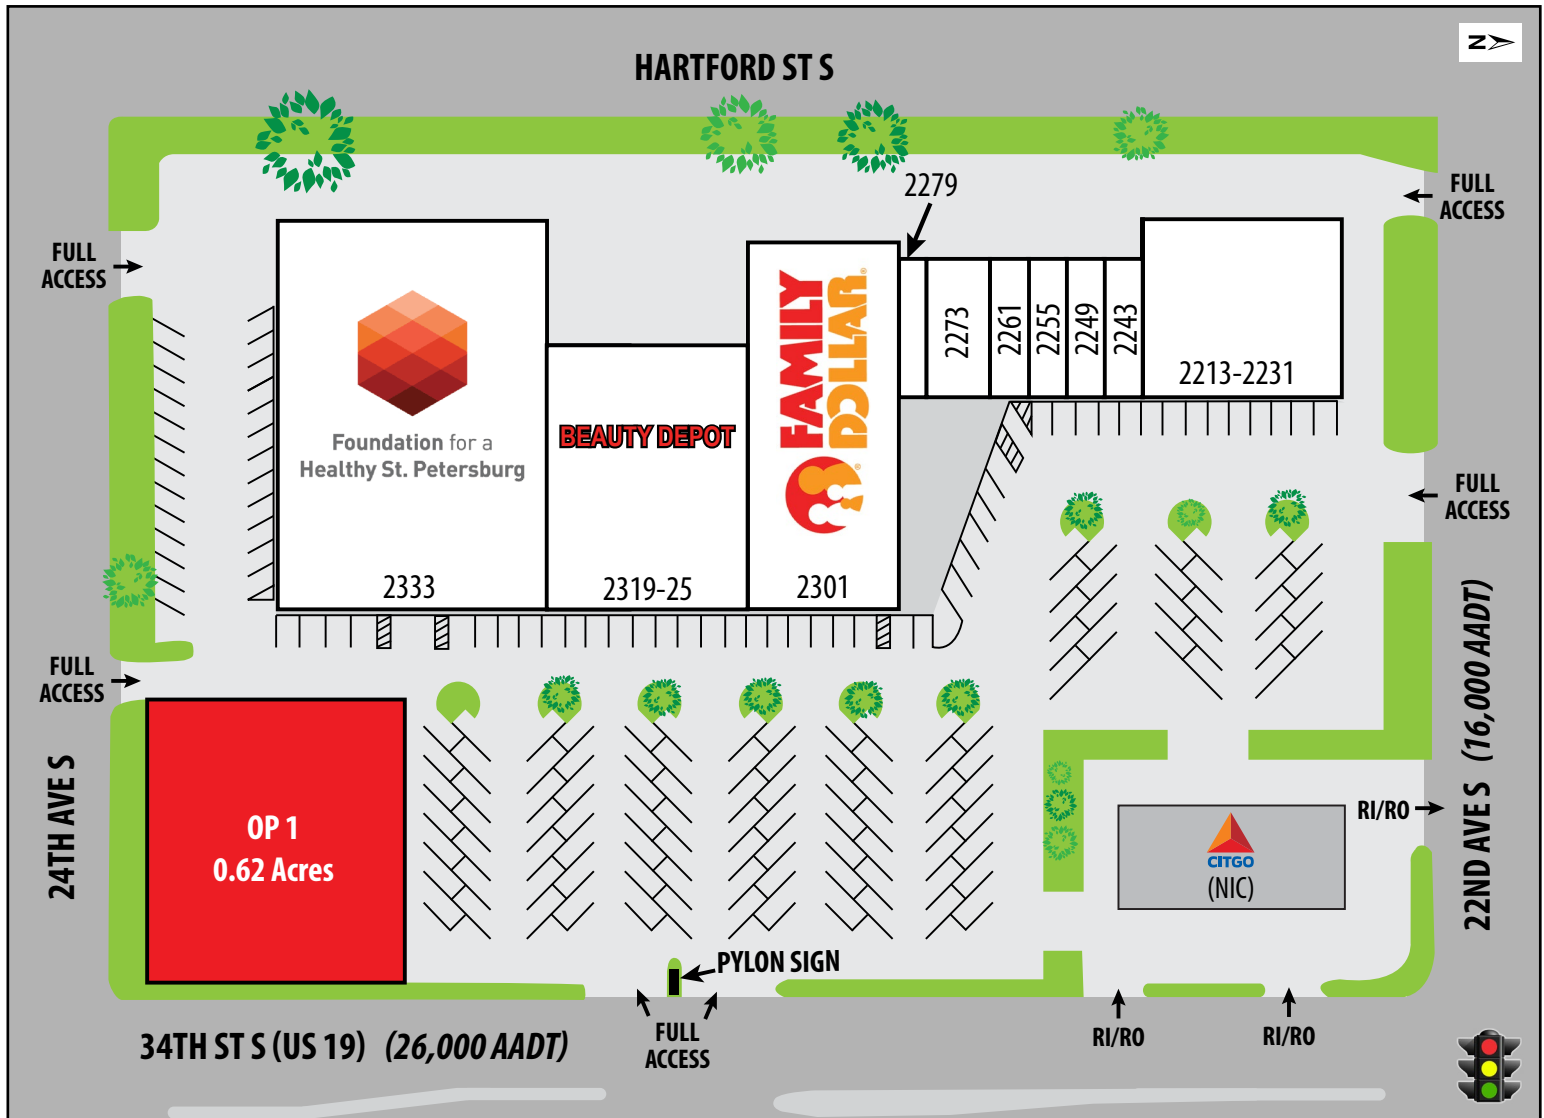 HARTFORD ST S
N
2279
FULL
ACCESS
FULL
ACCESS
FAMILY
DOLLAR
®
®
2273
2261
2255
2249
2243
2213-2231
Foundation for a
Healthy St. Petersburg
BEAUTY DEPOT
2333
2319-25
2301
FULL
ACCESS
FULL
ACCESS
24TH AVE S
OP 1
0.62 Acres
22ND AVE S (16,000 AADT)
RI/RO
CITGO
(NIC)
PYLON SIGN
FULL
ACCESS
RI/RO
RI/RO
34TH ST S (US 19) (26,000 AADT)